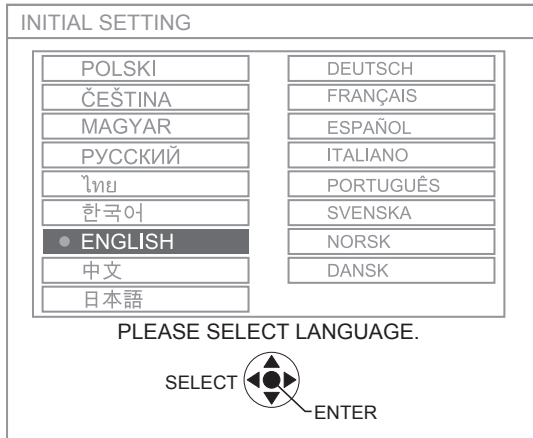 INITIAL SETTING
POLSKI
ČEŠTINA
MAGYAR
РУССКИЙ
ไทย
한국어
ENGLISH
中文
日本語
DEUTSCH
FRANÇAIS
ESPAÑOL
ITALIANO
PORTUGUÊS
SVENSKA
NORSK
DANSK
PLEASE SELECT LANGUAGE.
SELECT
ENTER